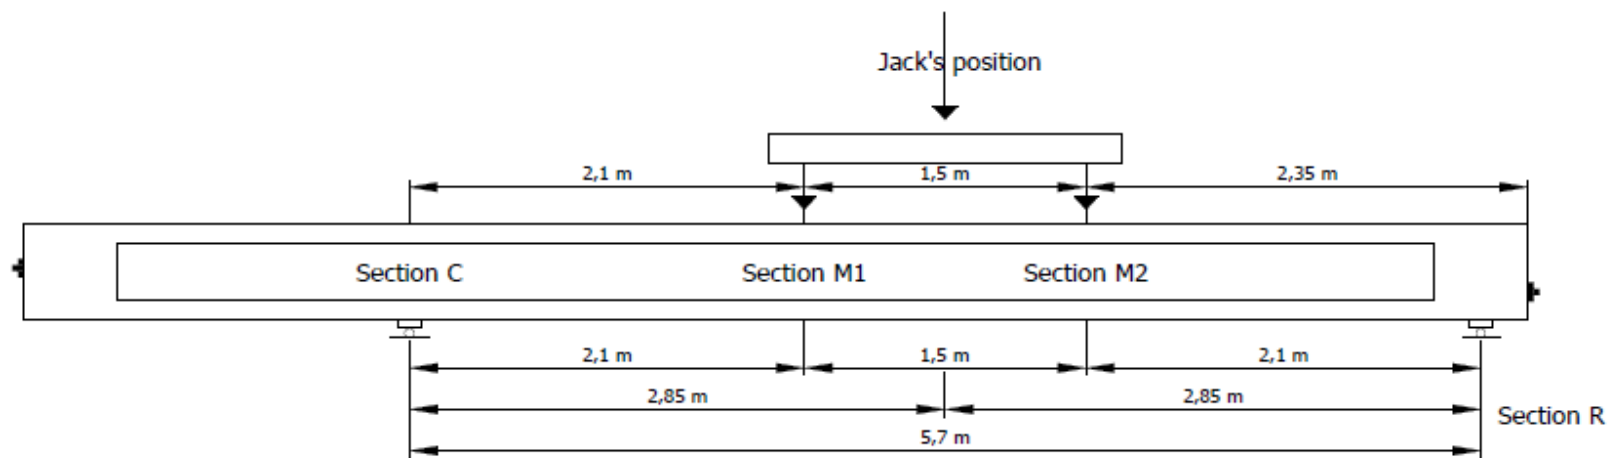 Jack's position
2,1 m
1,5 m
2,35 m
Section C
Section M1
Section M2
2,1 m
1,5 m
2,1 m
2,85 m
2,85 m
Section R
5,7 m